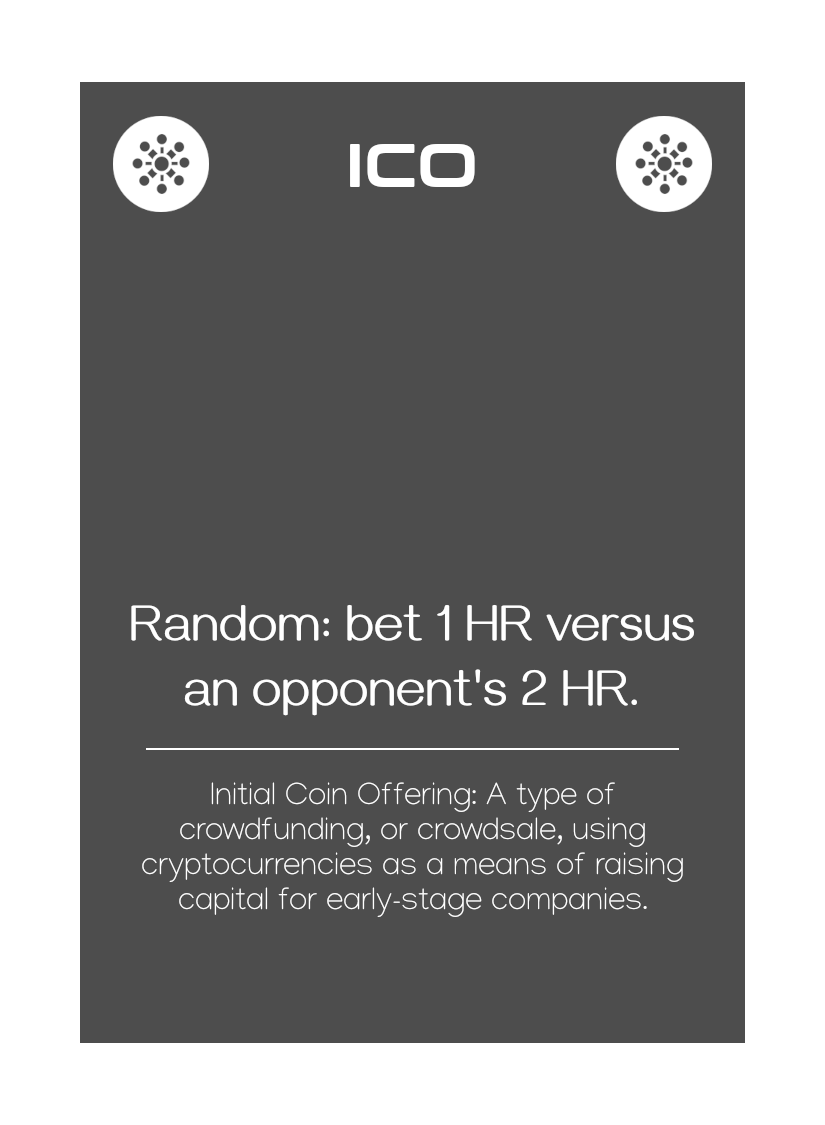 ICO
Random: bet 1 HR versus
an opponent's 2 HR.
Initial Coin Offering: A type of
crowdfunding, or crowdsale, using
cryptocurrencies as a means of raising
capital for early-stage companies.